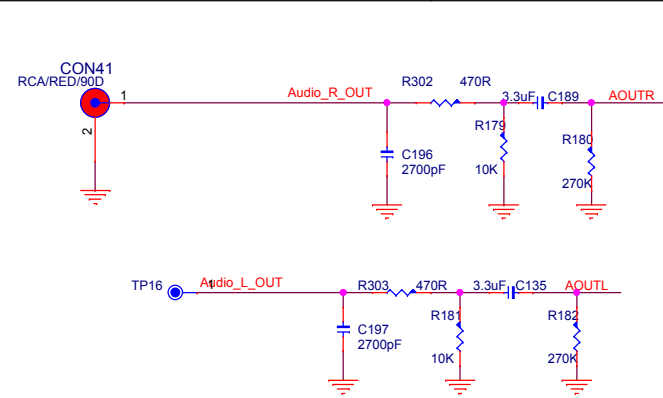 CON41
RCA/RED/90D
1
2
Audio_R_OUT
R302 470R
3.3uF C189
AOUTR
C196
2700pF
R179
10K
R180
270K
TP16
1
Audio_L_OUT
R303 470R
3.3uF C135
AOUTL
C197
2700pF
R181
10K
R182
270K